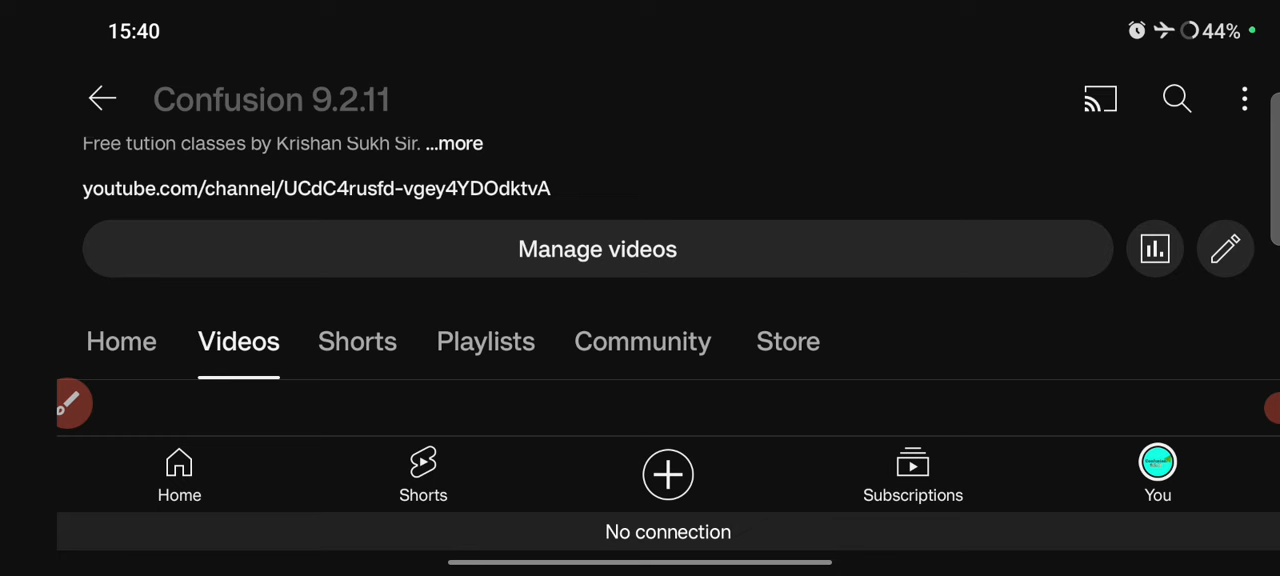 15:40
44%
Confusion 9.2.11
Free tution classes by Krishan Sukh Sir. ...more
youtube.com/channel/UCdC4rusfd-vgey4YDOdktvA
Manage videos
Home Videos Shorts Playlists Community Store
Home Shorts Subscriptions You
No connection